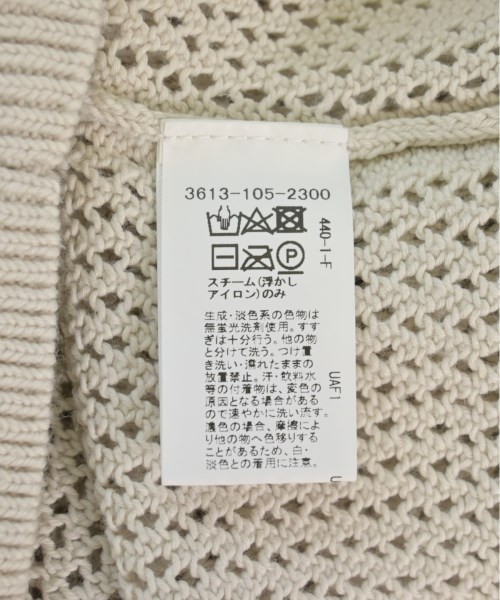 3613-105-2300
440-1-F
スチーム(浮かし
アイロン)のみ
生成・淡色系の色物は
無蛍光洗剤使用。すす
ぎは十分行う。他の物
と分けて洗う。つけ置
き洗い・濡れたままの
放置禁止。汗・飲料水
等の付着物は、変色の
原因となる場合がある
ので速やかに洗い流す。
濃色の場合、摩擦によ
り他の物へ色移りする
ことがあるため、白・
淡色との着用に注意。
UAF1